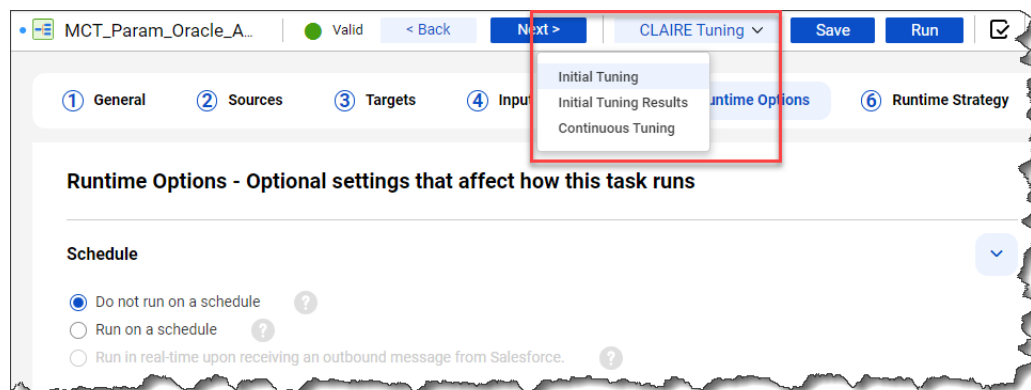 MCT_Param_Oracle_A... Valid < Back Next > CLAIRE Tuning Save Run
Initial Tuning
Initial Tuning Results
Continuous Tuning
1 General 2 Sources 3 Targets 4 Input Runtime Options 6 Runtime Strategy
Runtime Options - Optional settings that affect how this task runs
Schedule
Do not run on a schedule ?
Run on a schedule ?
Run in real-time upon receiving an outbound message from Salesforce. ?